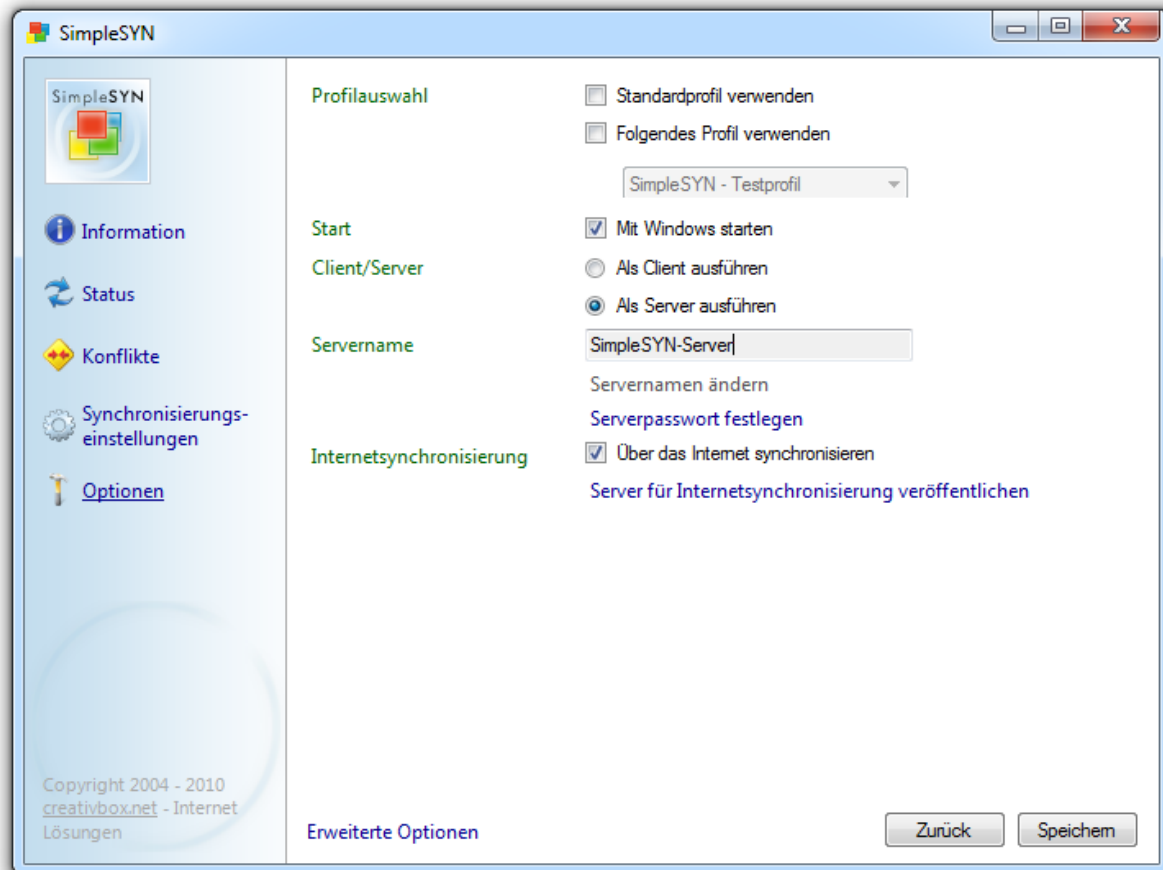 SimpleSYN
SimpleSYN
Information
Status
Konflikte
Synchronisierungs-
einstellungen
Optionen
Copyright 2004 - 2010
creativbox.net - Internet
Lösungen
Profilauswahl
Standardprofil verwenden
Folgendes Profil verwenden
SimpleSYN - Testprofil
Start
Mit Windows starten
Client/Server
Als Client ausführen
Als Server ausführen
Servername
SimpleSYN-Server
Servernamen ändern
Serverpasswort festlegen
Internetsynchronisierung
Über das Internet synchronisieren
Server für Internetsynchronisierung veröffentlichen
Erweiterte Optionen
Zurück
Speichern